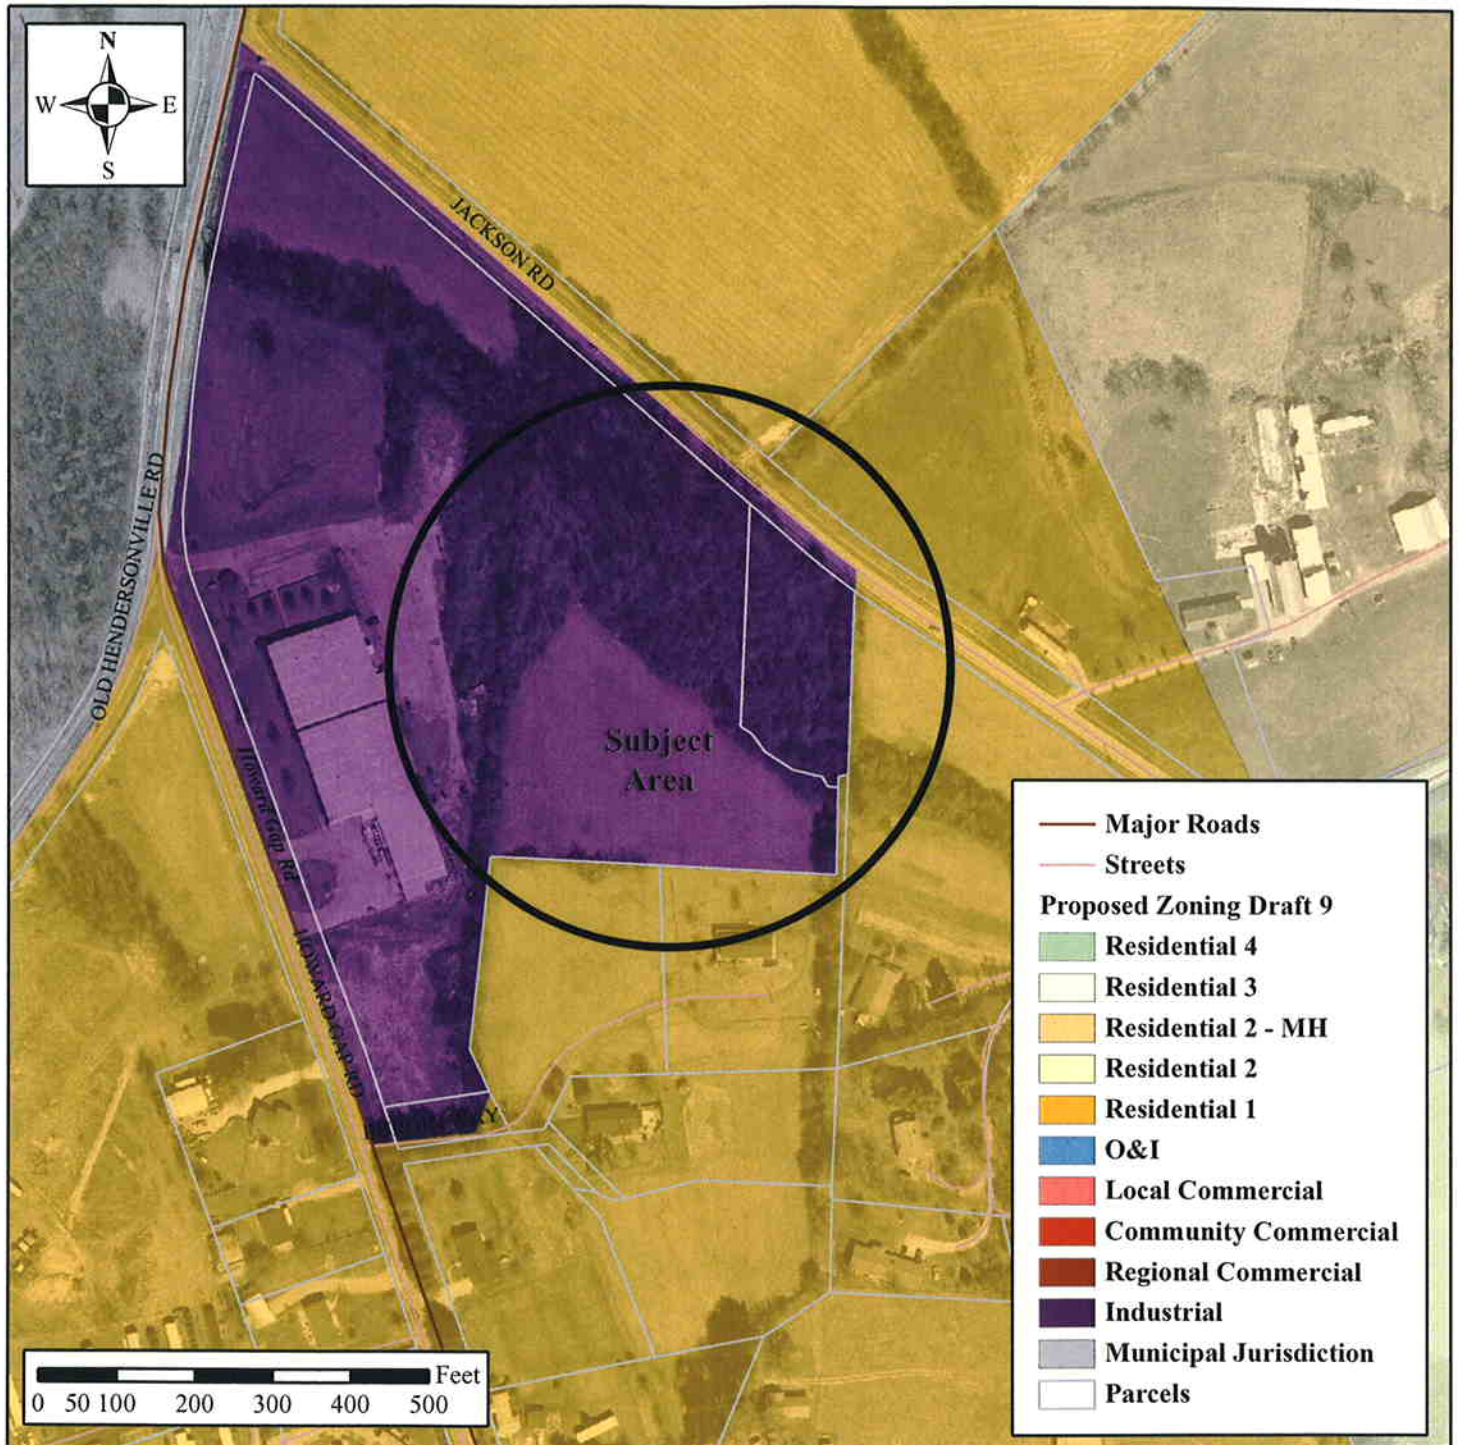 N
W E
S
JACKSON RD
OLD HENDERSONVILLE RD
Subject
Area
Howard Gap Rd
HOWARD GAP RD
Major Roads
Streets
Proposed Zoning Draft 9
Residential 4
Residential 3
Residential 2 - MH
Residential 2
Residential 1
O&I
Local Commercial
Community Commercial
Regional Commercial
Industrial
Municipal Jurisdiction
Parcels
Feet
0 50 100 200 300 400 500